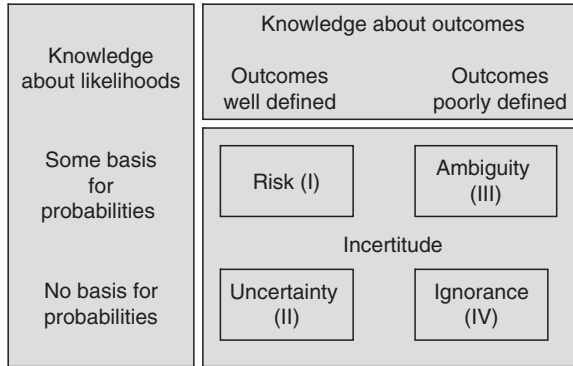 Knowledge
about likelihoods
Knowledge about outcomes
Outcomes
well defined
Outcomes
poorly defined
Some basis
for
probabilities
Risk (I)
Ambiguity
(III)
Incertitude
No basis for
probabilities
Uncertainty
(II)
Ignorance
(IV)